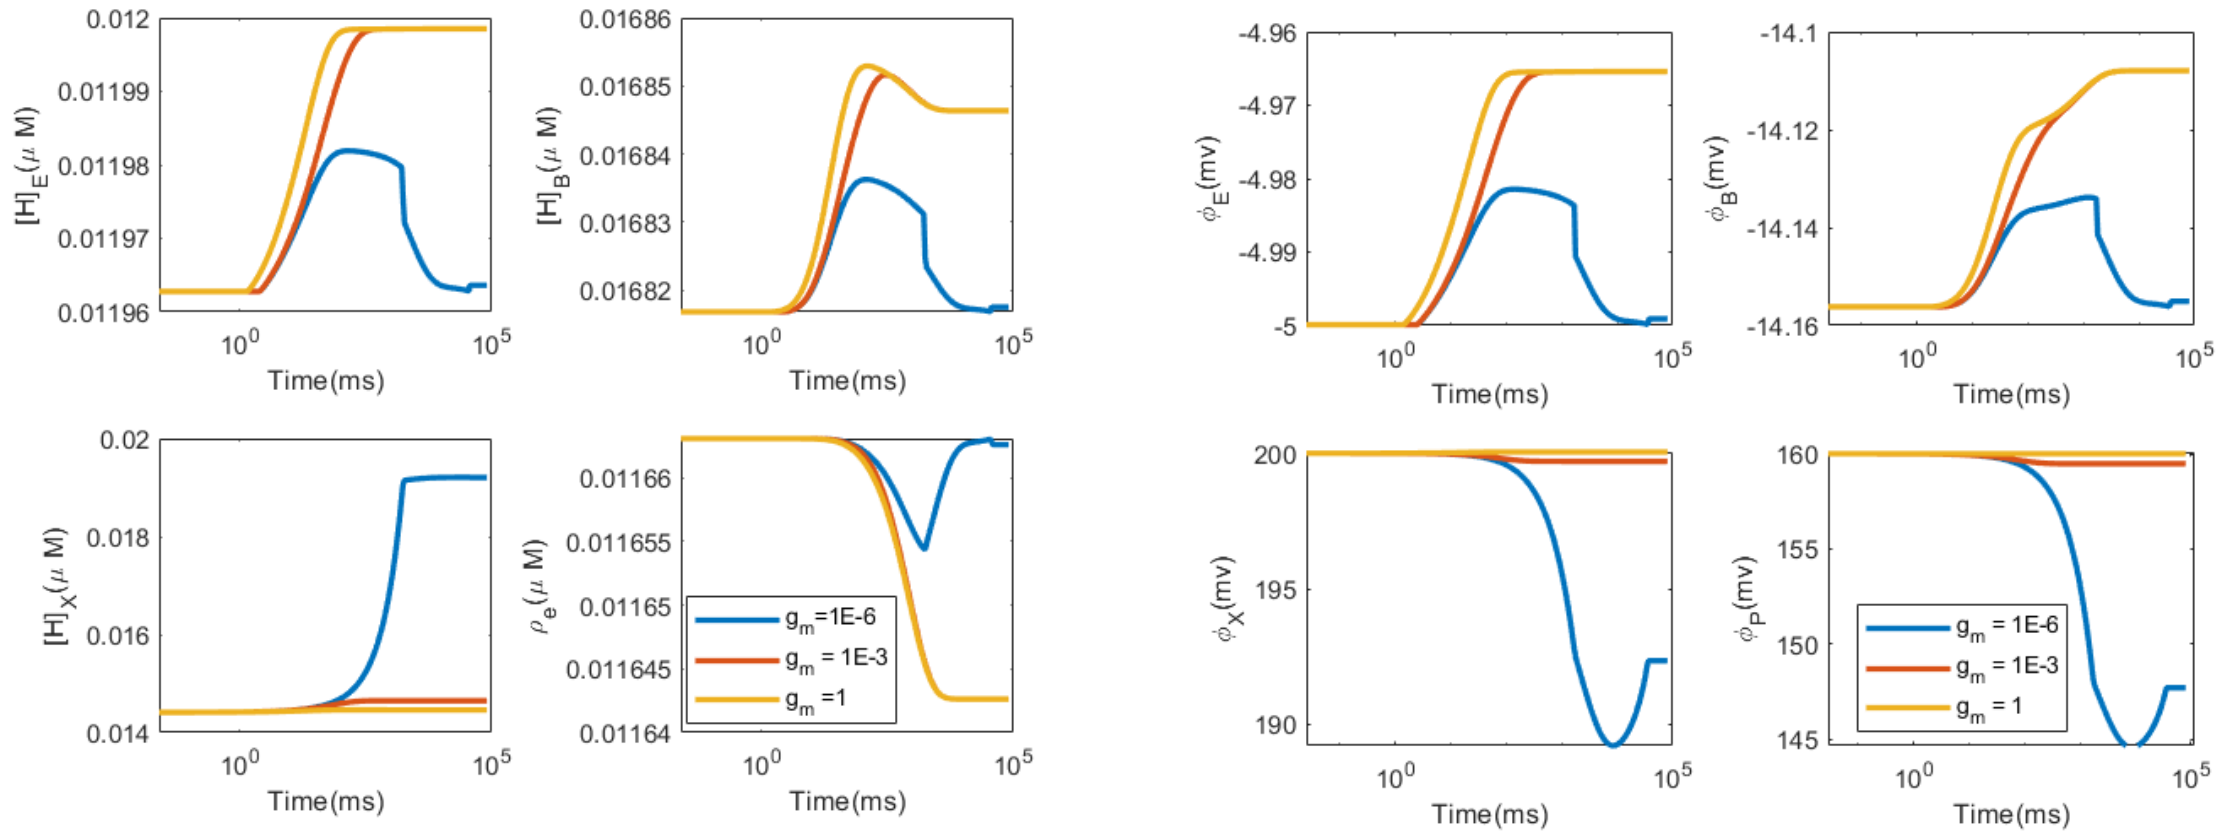 0.012
0.01199
0.01198
0.01197
0.01196
[H]_E(μ M)
10^0
10^5
Time(ms)
0.01686
0.01685
0.01684
0.01683
0.01682
[H]_B(μ M)
10^0
10^5
Time(ms)
-4.96
-4.97
-4.98
-4.99
-5
ϕ_E(mv)
10^0
10^5
Time(ms)
-14.1
-14.12
-14.14
-14.16
ϕ_B(mv)
10^0
10^5
Time(ms)
0.02
0.018
0.016
0.014
[H]_X(μ M)
10^0
10^5
Time(ms)
0.01166
0.011655
0.01165
0.011645
0.01164
ρ_e(μ M)
g_m=1E-6
g_m = 1E-3
g_m =1
10^0
10^5
Time(ms)
200
195
190
ϕ_X(mv)
10^0
10^5
Time(ms)
160
155
150
145
ϕ_P(mv)
g_m = 1E-6
g_m = 1E-3
g_m = 1
10^0
10^5
Time(ms)